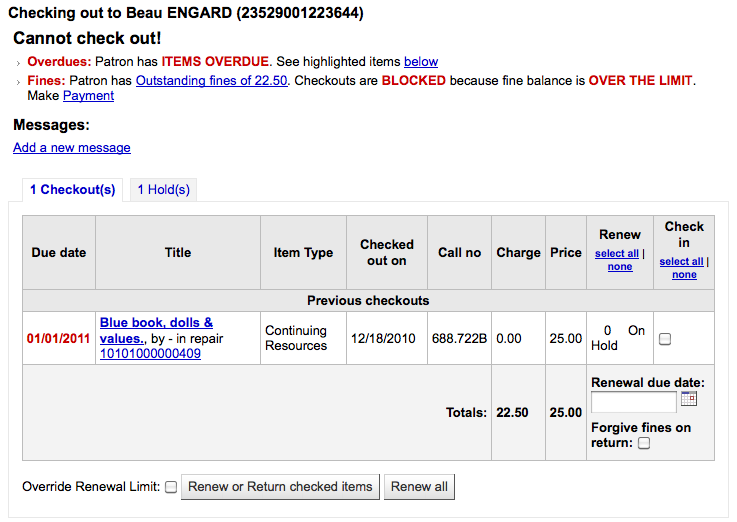 Checking out to Beau ENGARD (23529001223644)
Cannot check out!
Overdues: Patron has ITEMS OVERDUE. See highlighted items below
Fines: Patron has Outstanding fines of 22.50. Checkouts are BLOCKED because fine balance is OVER THE LIMIT.
Make Payment
Messages:
Add a new message
1 Checkout(s) 1 Hold(s)
Due date Title Item Type Checked out on Call no Charge Price Renew select all | none Check in select all | none
Previous checkouts
01/01/2011 Blue book, dolls & values,, by - in repair 10101000000409 Continuing Resources 12/18/2010 688.722B 0.00 25.00 0 On Hold
Totals: 22.50 25.00 Renewal due date:
Forgive fines on
return:
Override Renewal Limit: Renew or Return checked items Renew all